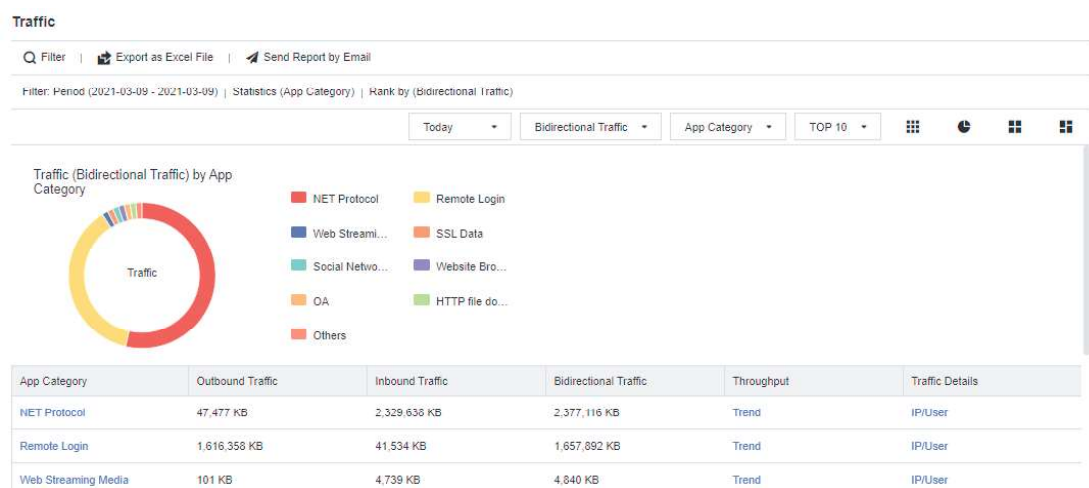 Traffic
Filter | Export as Excel File | Send Report by Email
Filter: Period (2021-03-09 - 2021-03-09) | Statistics (App Category) | Rank by (Bidirectional Traffic)
Today Bidirectional Traffic App Category TOP 10
Traffic (Bidirectional Traffic) by App
Category
Traffic
NET Protocol Remote Login
Web Streami... SSL Data
Social Netwo... Website Bro...
OA HTTP file do...
Others
App Category Outbound Traffic Inbound Traffic Bidirectional Traffic Throughput Traffic Details
NET Protocol 47,477 KB 2,329,638 KB 2,377,116 KB Trend IP/User
Remote Login 1,616,358 KB 41,534 KB 1,657,892 KB Trend IP/User
Web Streaming Media 101 KB 4,739 KB 4,840 KB Trend IP/User